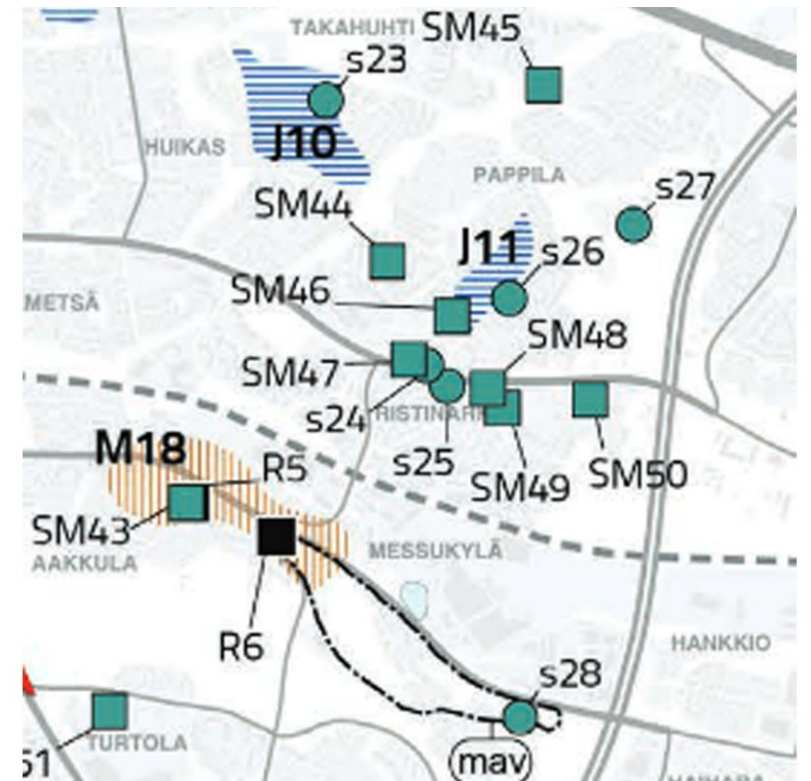 TAKAHUHTI
SM45
s23
J10
HUIKAS
PAPPILA
s27
SM44
J11
s26
SM46
METSÄ
SM48
SM47
s24
s25
SM49
SM50
M18
R5
SM43
AAKKULA
MESSUKYLÄ
R6
HANKKIO
s28
TURTOLA
51
mav